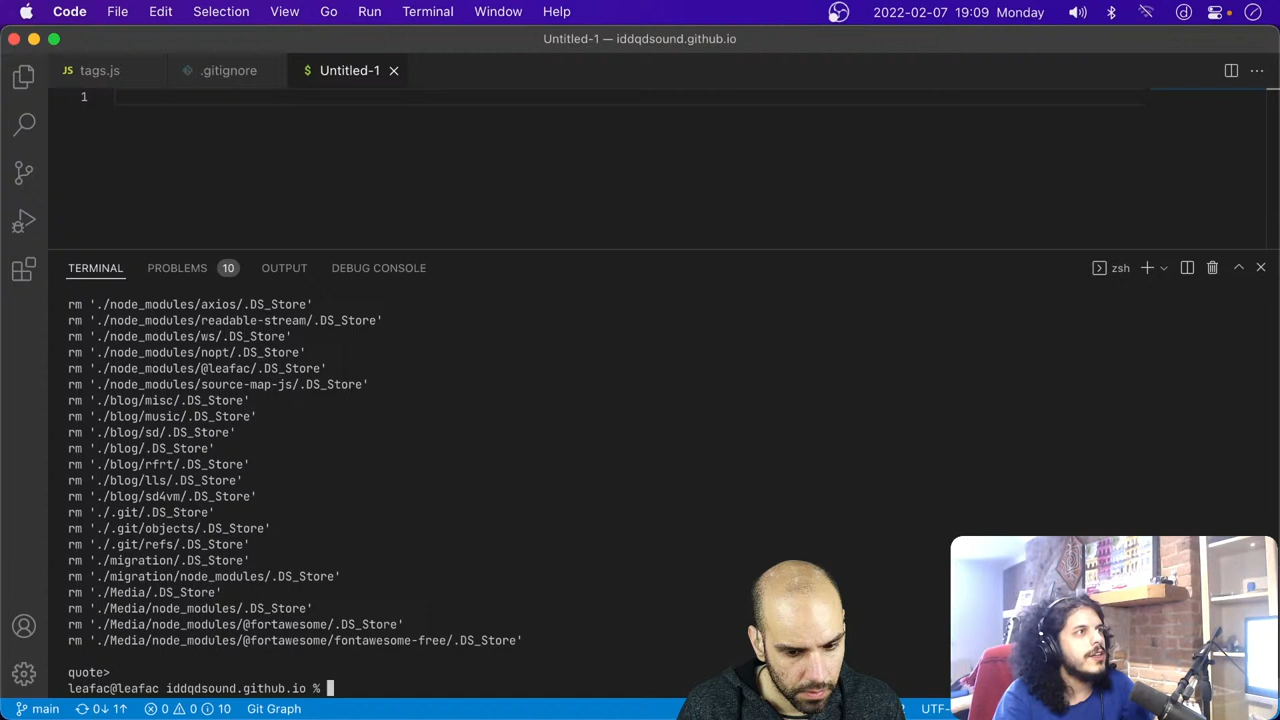 Code File Edit Selection View Go Run Terminal Window Help 2022-02-07 19:09 Monday
Untitled-1 — iddqdsound.github.io
JS tags.js .gitignore $ Untitled-1
1
TERMINAL PROBLEMS 10 OUTPUT DEBUG CONSOLE zsh
rm './node_modules/axios/.DS_Store'
rm './node_modules/readable-stream/.DS_Store'
rm './node_modules/ws/.DS_Store'
rm './node_modules/nopt/.DS_Store'
rm './node_modules/@leafac/.DS_Store'
rm './node_modules/source-map-js/.DS_Store'
rm './blog/misc/.DS_Store'
rm './blog/music/.DS_Store'
rm './blog/sd/.DS_Store'
rm './blog/.DS_Store'
rm './blog/rfrt/.DS_Store'
rm './blog/lls/.DS_Store'
rm './blog/sd4vm/.DS_Store'
rm './.git/.DS_Store'
rm './.git/objects/.DS_Store'
rm './.git/refs/.DS_Store'
rm './migration/.DS_Store'
rm './migration/node_modules/.DS_Store'
rm './Media/.DS_Store'
rm './Media/node_modules/.DS_Store'
rm './Media/node_modules/@fortawesome/.DS_Store'
rm './Media/node_modules/@fortawesome/fontawesome-free/.DS_Store'
quote>
leafac@leafac iddqdsound.github.io %
main 0↓ 1↑ 0 0 10 Git Graph UTF-